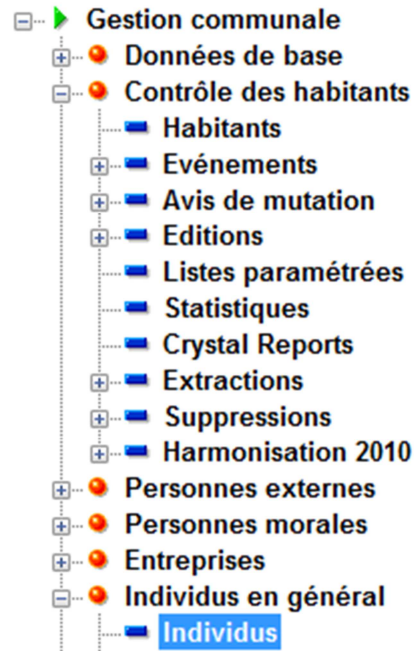 Gestion communale
Données de base
Contrôle des habitants
Habitants
Evénements
Avis de mutation
Editions
Listes paramétrées
Statistiques
Crystal Reports
Extractions
Suppressions
Harmonisation 2010
Personnes externes
Personnes morales
Entreprises
Individus en général
Individus